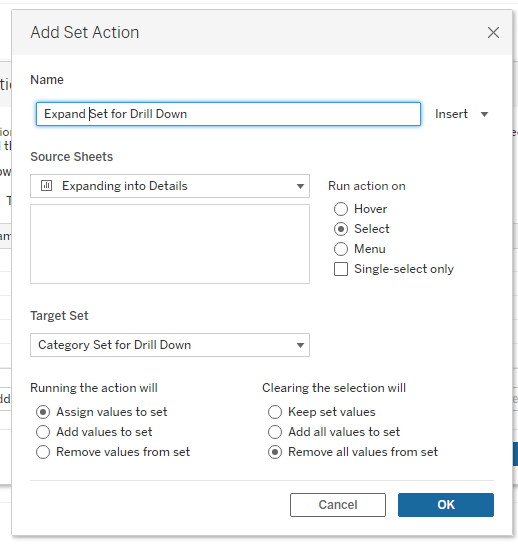 Add Set Action
Name
Expand Set for Drill Down
Insert
Source Sheets
Expanding into Details
Run action on
Hover
Select
Menu
Single-select only
Target Set
Category Set for Drill Down
Running the action will
Clearing the selection will
Assign values to set
Keep set values
Add values to set
Add all values to set
Remove values from set
Remove all values from set
Cancel
OK